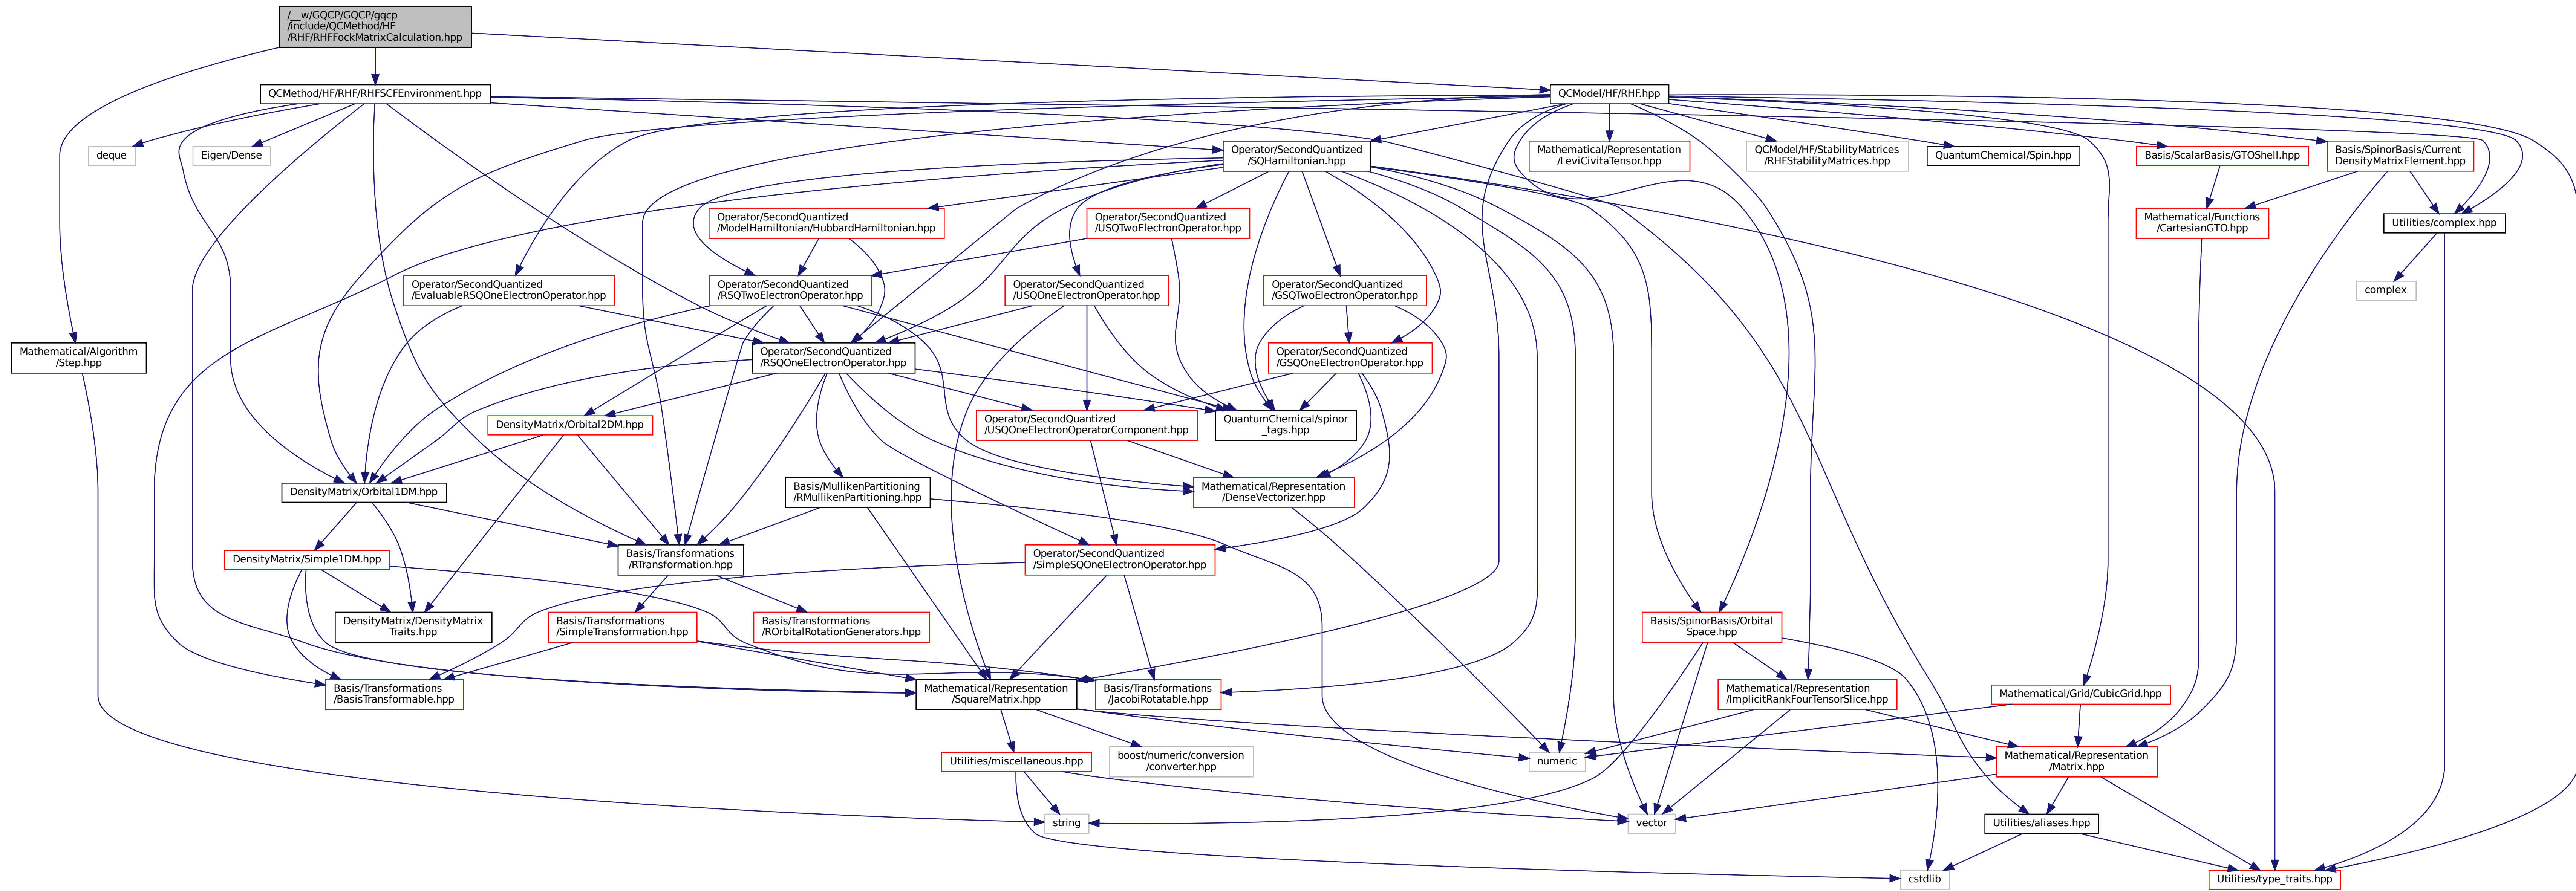 /__w/GQCP/GQCP/gqcp
/include/QCMethod/HF
/RHF/RHFFockMatrixCalculation.hpp
QCMethod/HF/RHF/RHFSCFEnvironment.hpp
QCModel/HF/RHF.hpp
deque
Eigen/Dense
Operator/SecondQuantized
/SQHamiltonian.hpp
Mathematical/Representation
/LeviCivitaTensor.hpp
QCModel/HF/StabilityMatrices
/RHFStabilityMatrices.hpp
QuantumChemical/Spin.hpp
Basis/ScalarBasis/GTOShell.hpp
Basis/SpinorBasis/Current
DensityMatrixElement.hpp
Operator/SecondQuantized
/ModelHamiltonian/HubbardHamiltonian.hpp
Operator/SecondQuantized
/USQTwoElectronOperator.hpp
Mathematical/Functions
/CartesianGTO.hpp
Utilities/complex.hpp
Operator/SecondQuantized
/EvaluableRSQOneElectronOperator.hpp
Operator/SecondQuantized
/RSQTwoElectronOperator.hpp
Operator/SecondQuantized
/USQOneElectronOperator.hpp
Operator/SecondQuantized
/GSQTwoElectronOperator.hpp
complex
Mathematical/Algorithm
/Step.hpp
Operator/SecondQuantized
/RSQOneElectronOperator.hpp
Operator/SecondQuantized
/GSQOneElectronOperator.hpp
DensityMatrix/Orbital2DM.hpp
Operator/SecondQuantized
/USQOneElectronOperatorComponent.hpp
QuantumChemical/spinor
_tags.hpp
DensityMatrix/Orbital1DM.hpp
Basis/MullikenPartitioning
/RMullikenPartitioning.hpp
Mathematical/Representation
/DenseVectorizer.hpp
DensityMatrix/Simple1DM.hpp
Basis/Transformations
/RTransformation.hpp
Operator/SecondQuantized
/SimpleSQOneElectronOperator.hpp
DensityMatrix/DensityMatrix
Traits.hpp
Basis/Transformations
/SimpleTransformation.hpp
Basis/Transformations
/ROrbitalRotationGenerators.hpp
Basis/SpinorBasis/Orbital
Space.hpp
Basis/Transformations
/BasisTransformable.hpp
Mathematical/Representation
/SquareMatrix.hpp
Basis/Transformations
/JacobiRotatable.hpp
Mathematical/Representation
/ImplicitRankFourTensorSlice.hpp
Mathematical/Grid/CubicGrid.hpp
Utilities/miscellaneous.hpp
boost/numeric/conversion
/converter.hpp
numeric
Mathematical/Representation
/Matrix.hpp
string
vector
Utilities/aliases.hpp
cstdlib
Utilities/type_traits.hpp